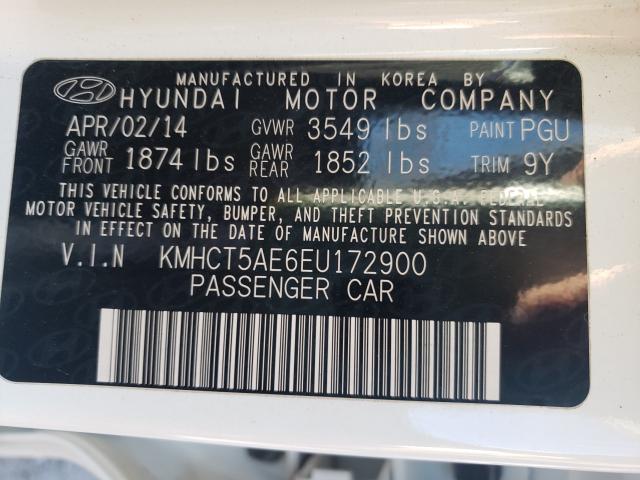 MANUFACTURED IN KOREA BY
HYUNDAI MOTOR COMPANY
APR/02/14 GVWR 3549 lbs PAINT PGU
GAWR FRONT 1874 lbs GAWR REAR 1852 lbs TRIM 9Y
THIS VEHICLE CONFORMS TO ALL APPLICABLE U.S.A. FEDERAL
MOTOR VEHICLE SAFETY, BUMPER, AND THEFT PREVENTION STANDARDS
IN EFFECT ON THE DATE OF MANUFACTURE SHOWN ABOVE.
V.I.N KMHCT5AE6EU172900
PASSENGER CAR